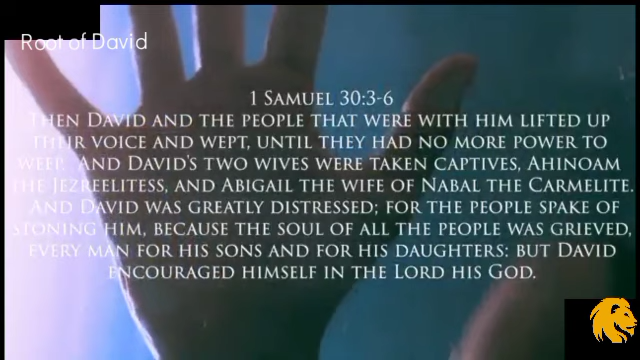 Root of David
1 Samuel 30:3-6
Then David and the people that were with him lifted up
their voice and wept, until they had no more power to
weep. And David's two wives were taken captives, Ahinoam
the Jezreelitess, and Abigail the wife of Nabal the Carmelite.
And David was greatly distressed; for the people spake of
stoning him, because the soul of all the people was grieved,
every man for his sons and for his daughters: but David
encouraged himself in the Lord his God.